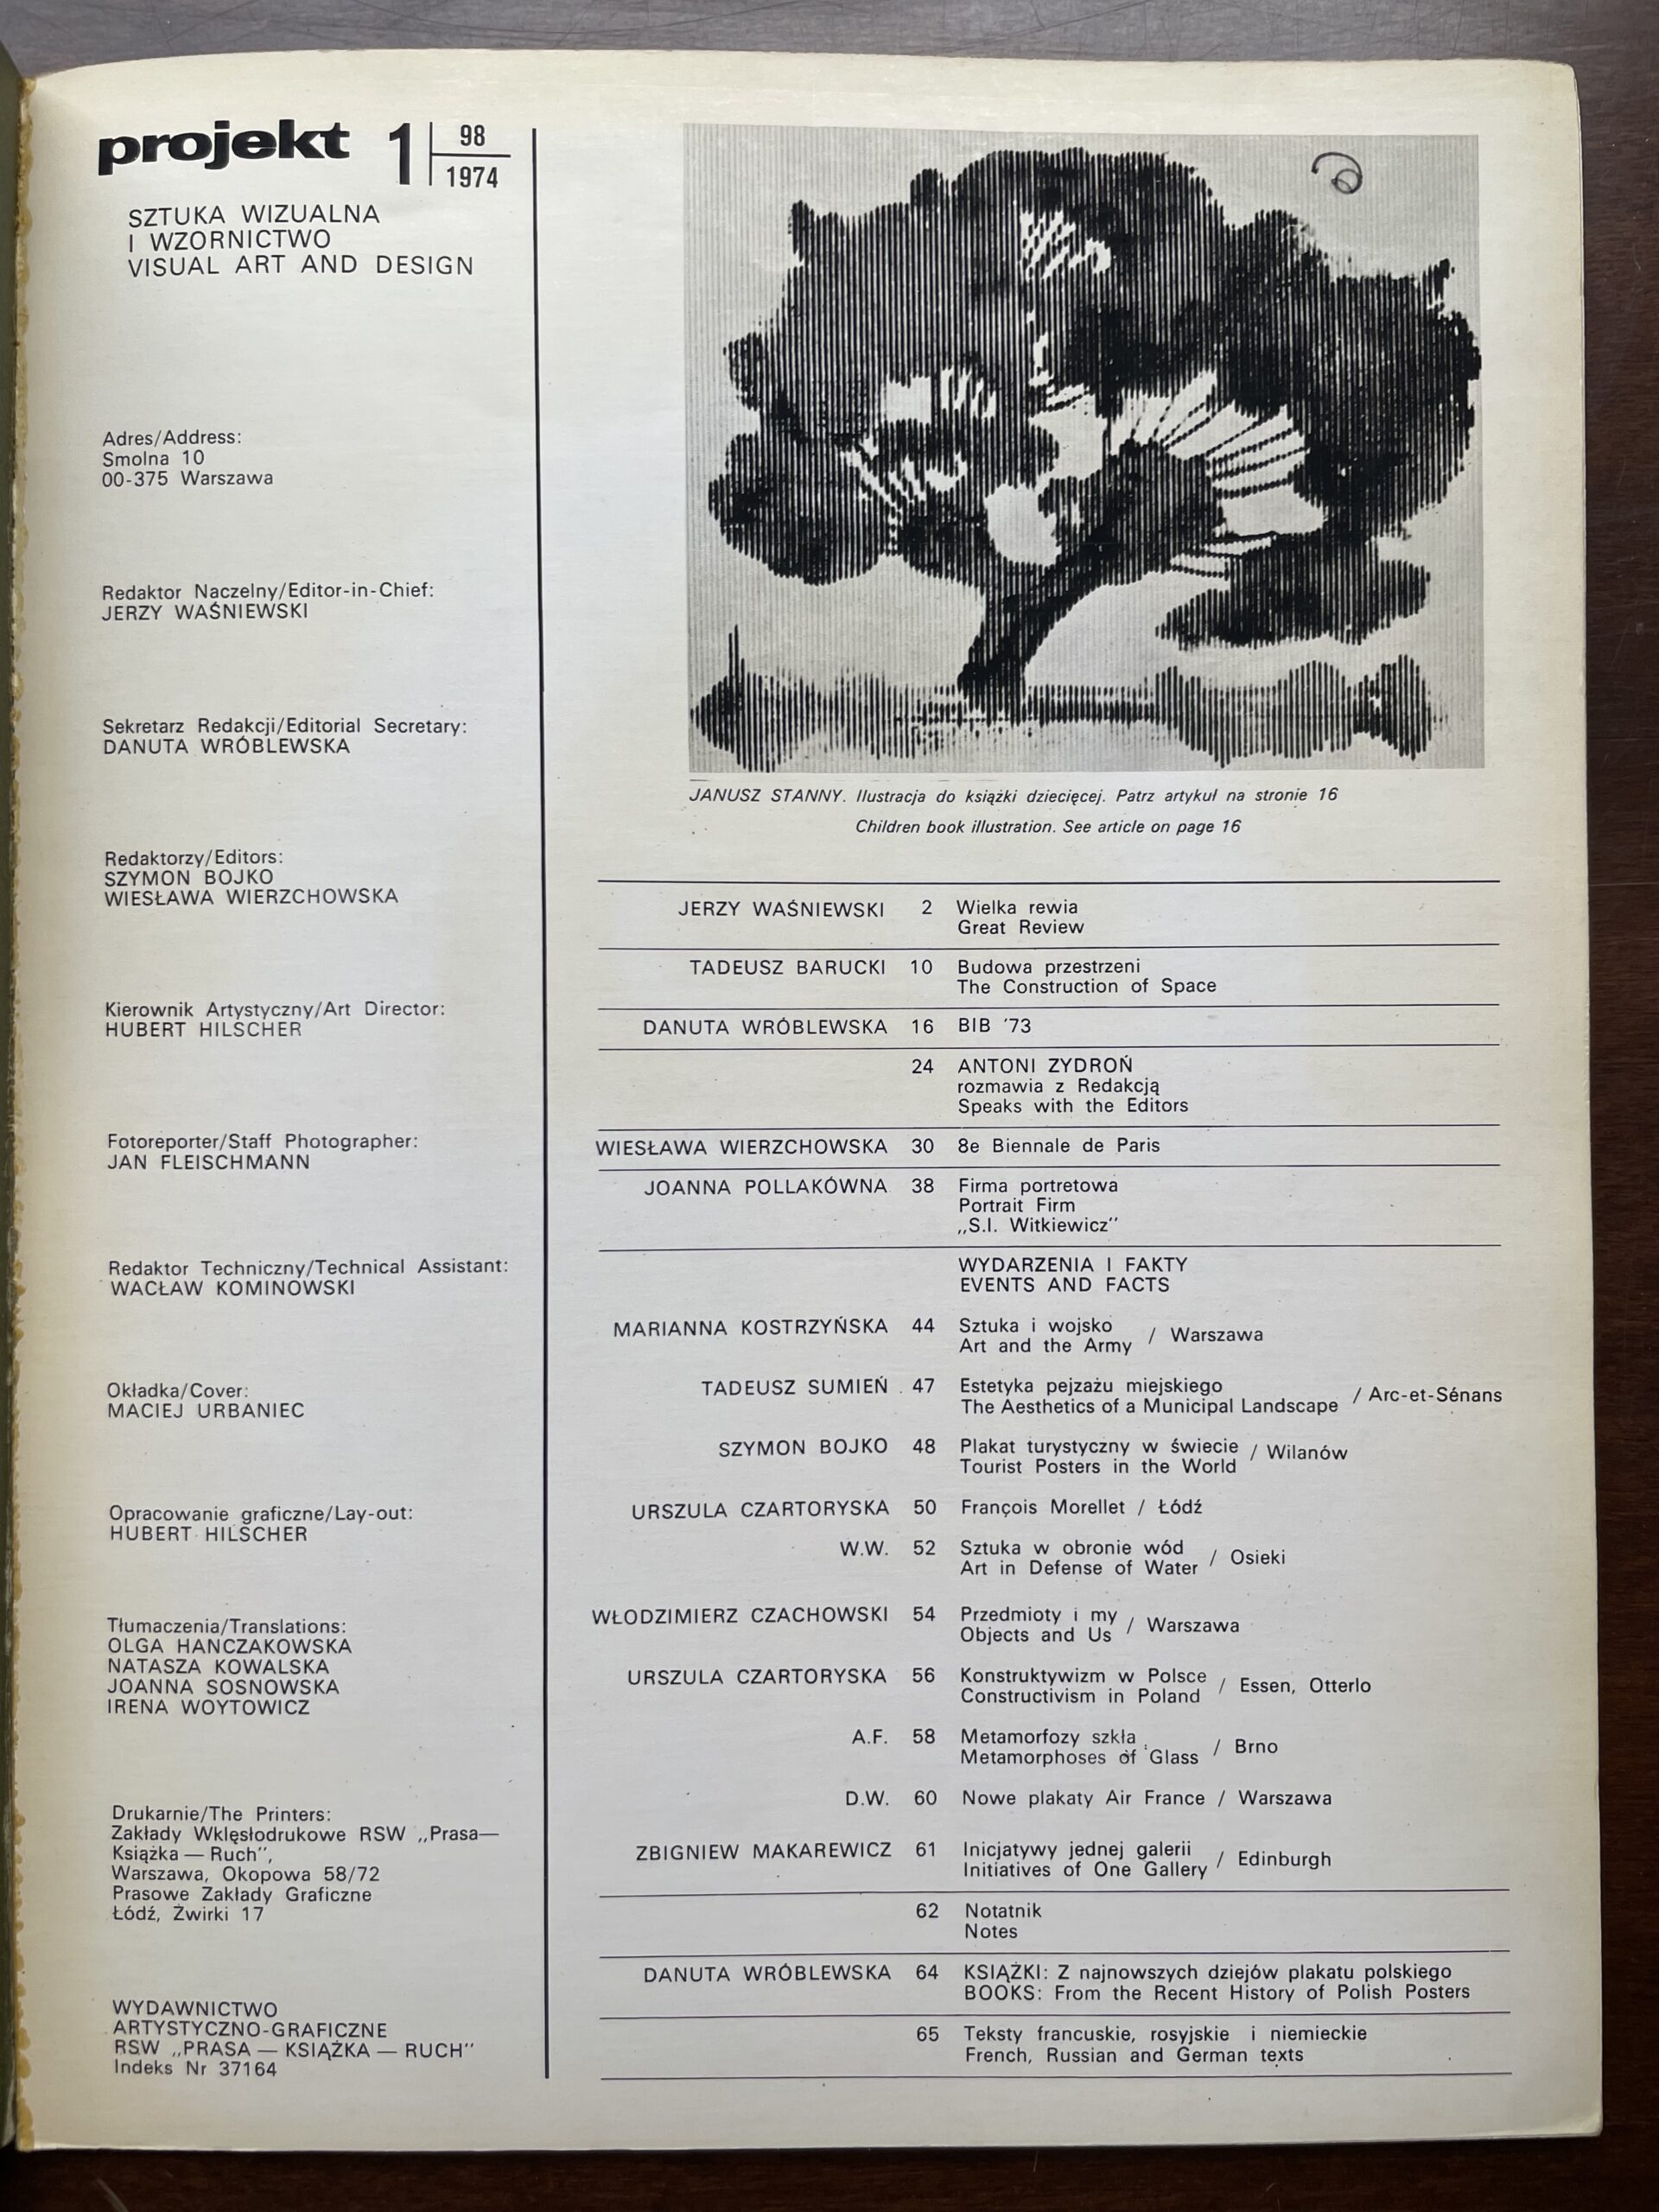 projekt 1 98
1974
SZTUKA WIZUALNA
I WZORNICTWO
VISUAL ART AND DESIGN
Adres/Address:
Smolna 10
00-375 Warszawa
Redaktor Naczelny/Editor-in-Chief:
JERZY WAŚNIEWSKI
Sekretarz Redakcji/Editorial Secretary:
DANUTA WRÓBLEWSKA
Redaktorzy/Editors:
SZYMON BOJKO
WIESŁAWA WIERZCHOWSKA
Kierownik Artystyczny/Art Director:
HUBERT HILSCHER
Fotoreporter/Staff Photographer:
JAN FLEISCHMANN
Redaktor Techniczny/Technical Assistant:
WACŁAW KOMINOWSKI
Okładka/Cover:
MACIEJ URBANIEC
Opracowanie graficzne/Lay-out:
HUBERT HILSCHER
Tłumaczenia/Translations:
OLGA HANCZAKOWSKA
NATASZA KOWALSKA
JOANNA SOSNOWSKA
IRENA WOYTOWICZ
Drukarnie/The Printers:
Zakłady Wklęsłodrukowe RSW „Prasa—
Książka — Ruch",
Warszawa, Okopowa 58/72
Prasowe Zakłady Graficzne
Łódź, Żwirki 17
WYDAWNICTWO
ARTYSTYCZNO-GRAFICZNE
RSW „PRASA — KSIĄŻKA — RUCH"
Indeks Nr 37164
JANUSZ STANNY. Ilustracja do książki dziecięcej. Patrz artykuł na stronie 16
Children book illustration. See article on page 16
JERZY WAŚNIEWSKI 2 Wielka rewia
Great Review
TADEUSZ BARUCKI 10 Budowa przestrzeni
The Construction of Space
DANUTA WRÓBLEWSKA 16 BIB '73
24 ANTONI ZYDROŃ
rozmawia z Redakcją
Speaks with the Editors
WIESŁAWA WIERZCHOWSKA 30 8e Biennale de Paris
JOANNA POLLAKÓWNA 38 Firma portretowa
Portrait Firm
„S.I. Witkiewicz"
WYDARZENIA I FAKTY
EVENTS AND FACTS
MARIANNA KOSTRZYŃSKA 44 Sztuka i wojsko
Art and the Army / Warszawa
TADEUSZ SUMIEŃ 47 Estetyka pejzażu miejskiego
The Aesthetics of a Municipal Landscape / Arc-et-Sénans
SZYMON BOJKO 48 Plakat turystyczny w świecie
Tourist Posters in the World / Wilanów
URSZULA CZARTORYSKA 50 François Morellet / Łódź
W.W. 52 Sztuka w obronie wód
Art in Defense of Water / Osieki
WŁODZIMIERZ CZACHOWSKI 54 Przedmioty i my
Objects and Us / Warszawa
URSZULA CZARTORYSKA 56 Konstruktywizm w Polsce
Constructivism in Poland / Essen, Otterlo
A.F. 58 Metamorfozy szkła
Metamorphoses of Glass / Brno
D.W. 60 Nowe plakaty Air France / Warszawa
ZBIGNIEW MAKAREWICZ 61 Inicjatywy jednej galerii
Initiatives of One Gallery / Edinburgh
62 Notatnik
Notes
DANUTA WRÓBLEWSKA 64 KSIĄŻKI: Z najnowszych dziejów plakatu polskiego
BOOKS: From the Recent History of Polish Posters
65 Teksty francuskie, rosyjskie i niemieckie
French, Russian and German texts